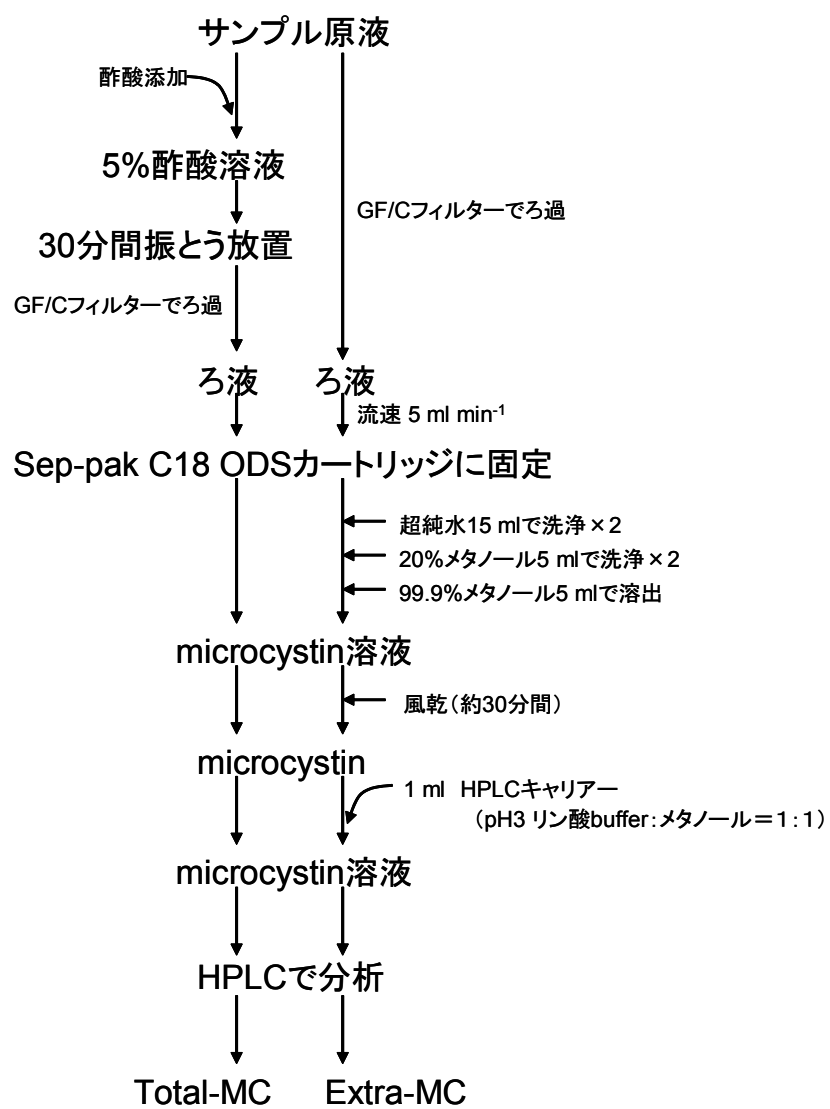 サンプル原液
酢酸添加
5%酢酸溶液
30分間振とう放置
GF/Cフィルターでろ過
GF/Cフィルターでろ過
ろ液 ろ液
流速 5 ml min-1
Sep-pak C18 ODSカートリッジに固定
超純水15 mlで洗浄×2
20%メタノール5 mlで洗浄×2
99.9%メタノール5 mlで溶出
microcystin溶液
風乾（約30分間）
microcystin
1 ml HPLCキャリアー
（pH3 リン酸buffer：メタノール＝1：1）
microcystin溶液
HPLCで分析
Total-MC Extra-MC